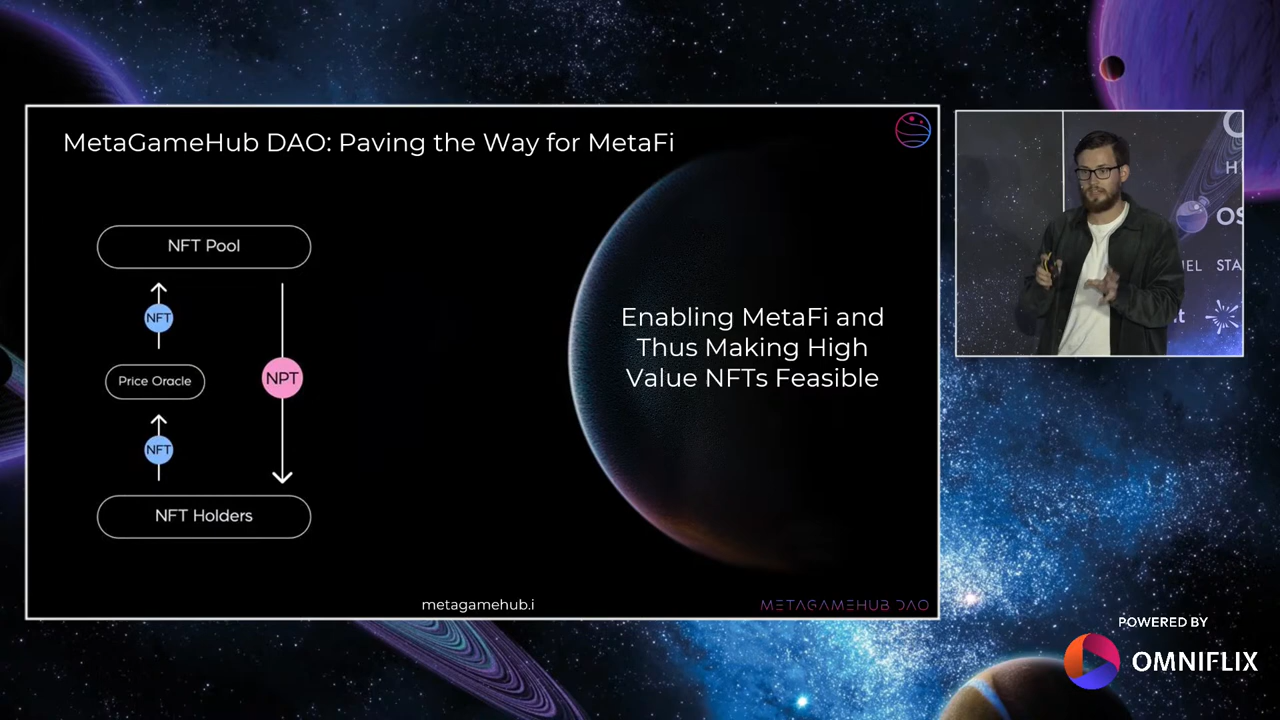 MetaGameHub DAO: Paving the Way for MetaFi
NFT Pool
NFT
Price Oracle
NPT
NFT
NFT Holders
Enabling MetaFi and
Thus Making High
Value NFTs Feasible
metagamehub.i
METAGAMEHUB DAO
POWERED BY
OMNIFLIX